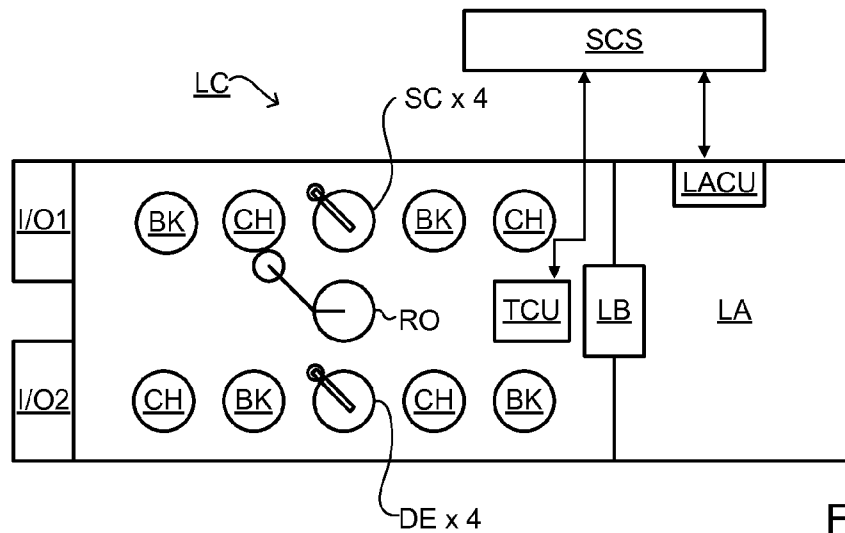 SCS
LC
SC x 4
LACU
I/O1
BK
CH
BK
CH
RO
TCU
LB
LA
I/O2
CH
BK
CH
BK
DE x 4
F